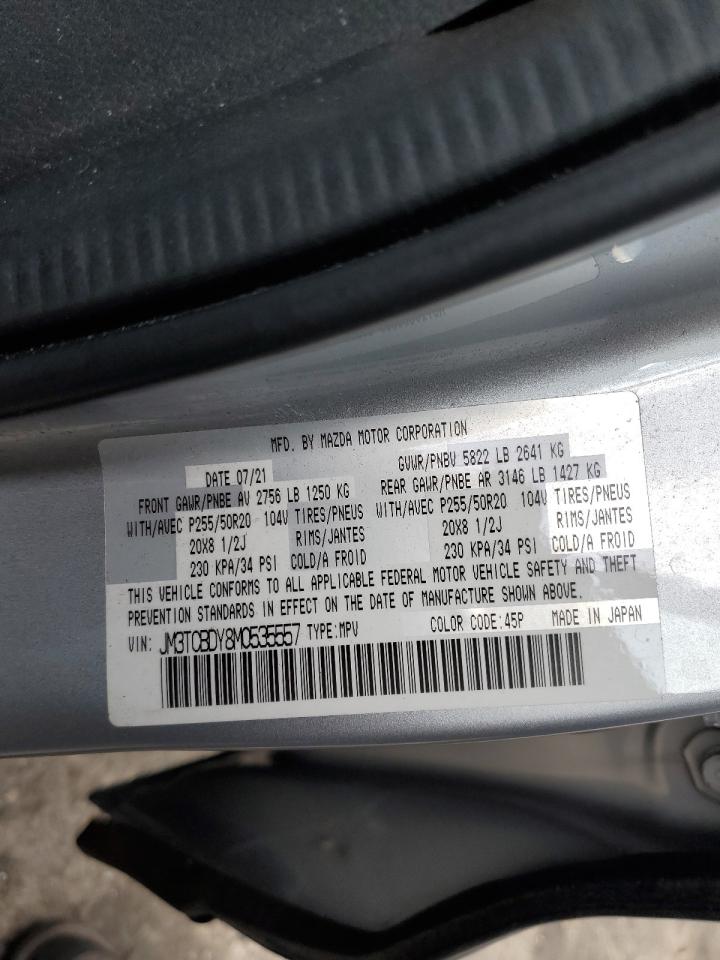 MFD. BY MAZDA MOTOR CORPORATION
DATE 07/21 GVWR/PNBV 5822 LB 2641 KG
FRONT GAWR/PNBE AV 2756 LB 1250 KG REAR GAWR/PNBE AR 3146 LB 1427 KG
WITH/AVEC P255/50R20 104V TIRES/PNEUS WITH/AVEC P255/50R20 104V TIRES/PNEUS
20X8 1/2J RIMS/JANTES 20X8 1/2J RIMS/JANTES
230 KPA/34 PSI COLD/A FROID 230 KPA/34 PSI COLD/A FROID
THIS VEHICLE CONFORMS TO ALL APPLICABLE FEDERAL MOTOR VEHICLE SAFETY AND THEFT
PREVENTION STANDARDS IN EFFECT ON THE DATE OF MANUFACTURE SHOWN ABOVE.
VIN: JM3TCBDY8M0535557 TYPE:MPV COLOR CODE:45P MADE IN JAPAN